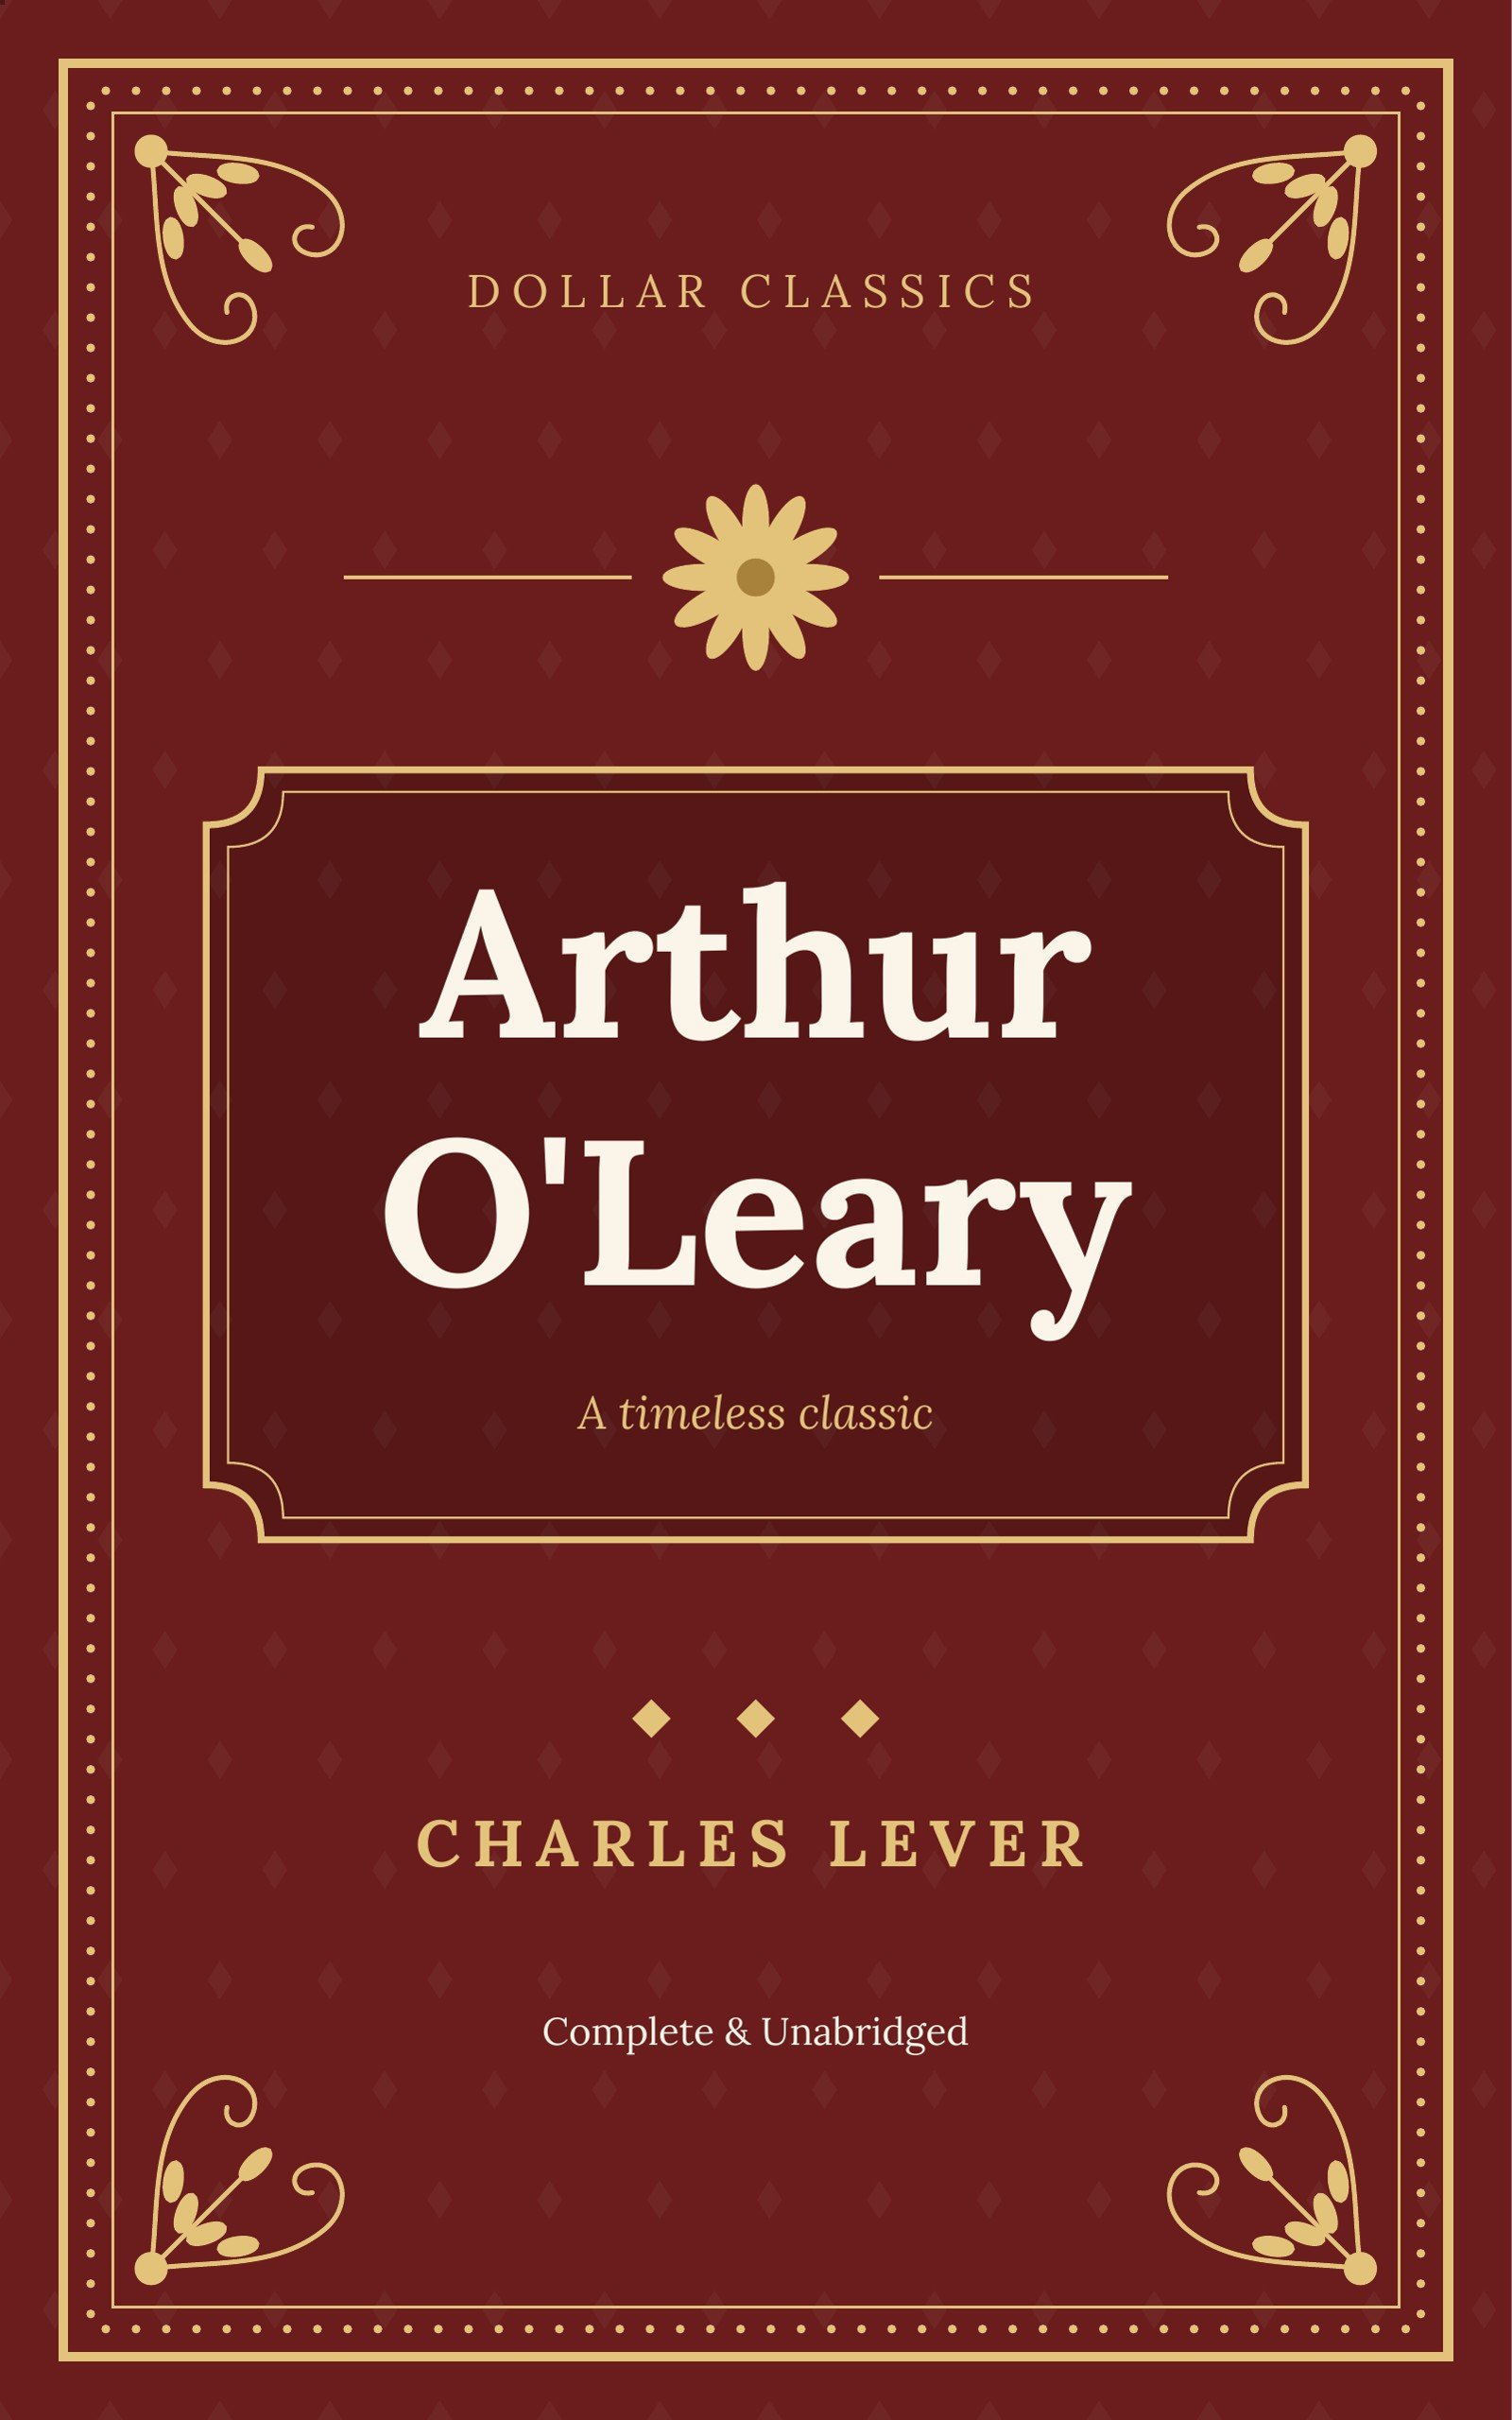 DOLLAR CLASSICS
Arthur
O'Leary
A timeless classic
CHARLES LEVER
Complete & Unabridged